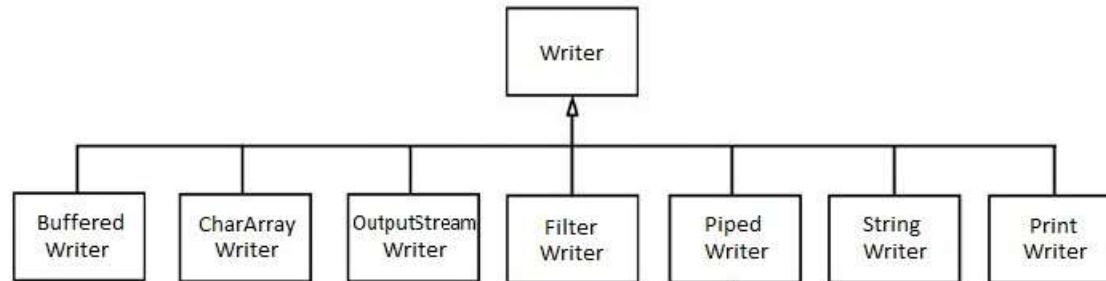 Writer
Buffered
Writer
CharArray
Writer
OutputStream
Writer
Filter
Writer
Piped
Writer
String
Writer
Print
Writer